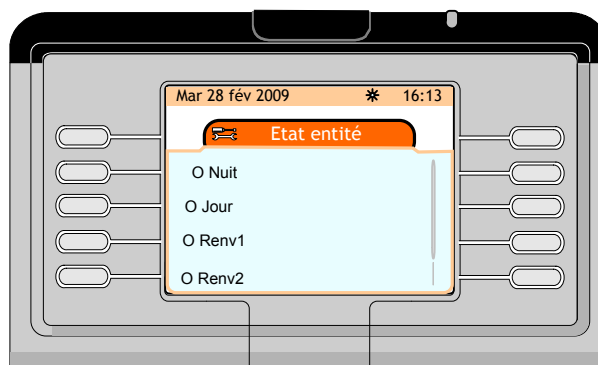 Mar 28 fév 2009 16:13
Etat entité
O Nuit
O Jour
O Renv1
O Renv2